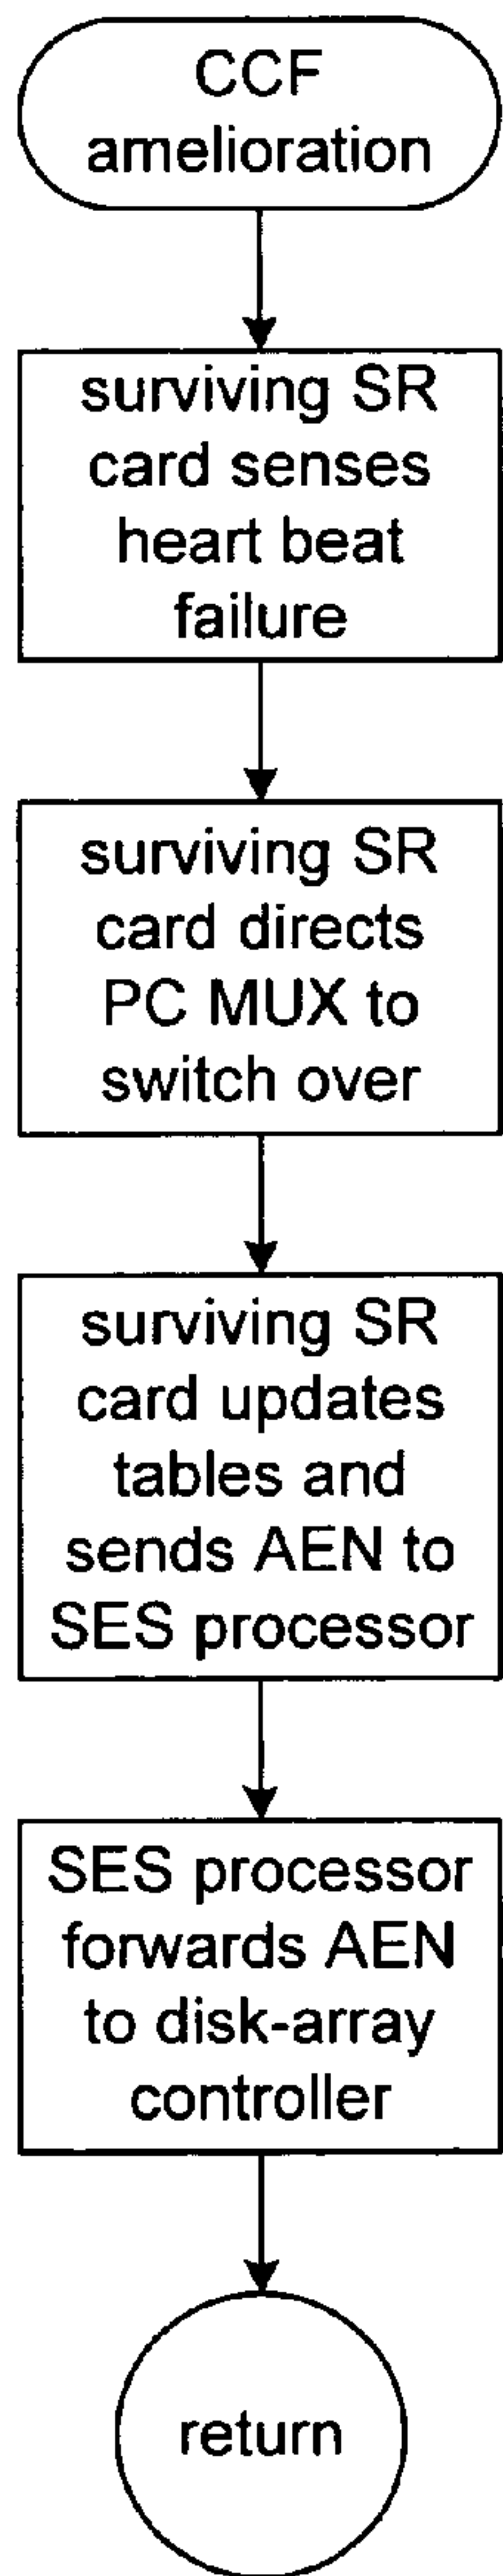 CCF
amelioration
surviving SR
card senses
heart beat
failure
surviving SR
card directs
PC MUX to
switch over
surviving SR
card updates
tables and
sends AEN to
SES processor
SES processor
forwards AEN
to disk-array
controller
return